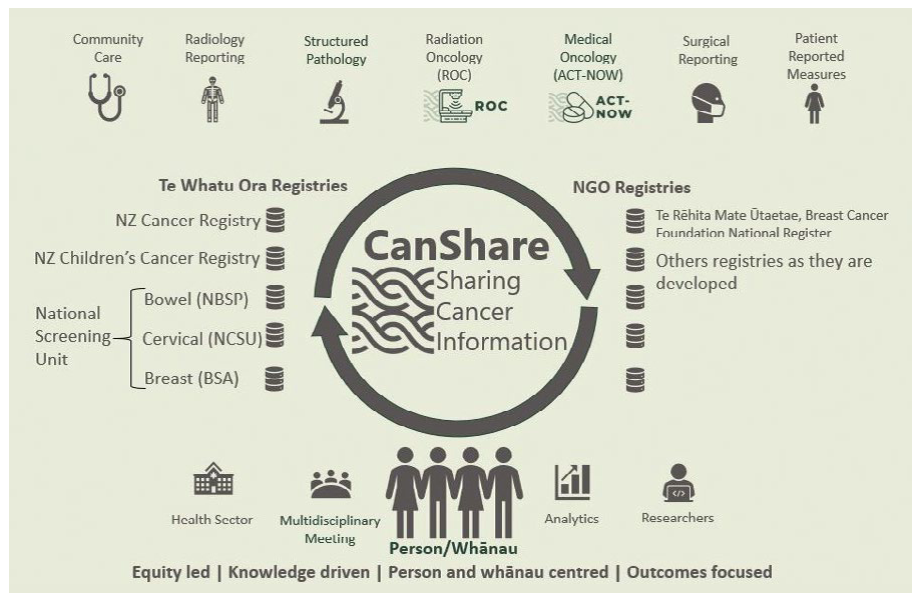 Community
Care
Radiology
Reporting
Structured
Pathology
Radiation
Oncology
(ROC)
Medical
Oncology
(ACT-NOW)
Surgical
Reporting
Patient
Reported
Measures
ROC
ACT-
NOW
Te Whatu Ora Registries
NZ Cancer Registry
NZ Children's Cancer Registry
National
Screening
Unit
Bowel (NBSP)
Cervical (NCSU)
Breast (BSA)
CanShare
Sharing
Cancer
Information
NGO Registries
Te Rēhita Mate Ūtaetae, Breast Cancer
Foundation National Register
Others registries as they are
developed
Health Sector
Multidisciplinary
Meeting
Person/Whānau
Analytics
Researchers
Equity led | Knowledge driven | Person and whānau centred | Outcomes focused